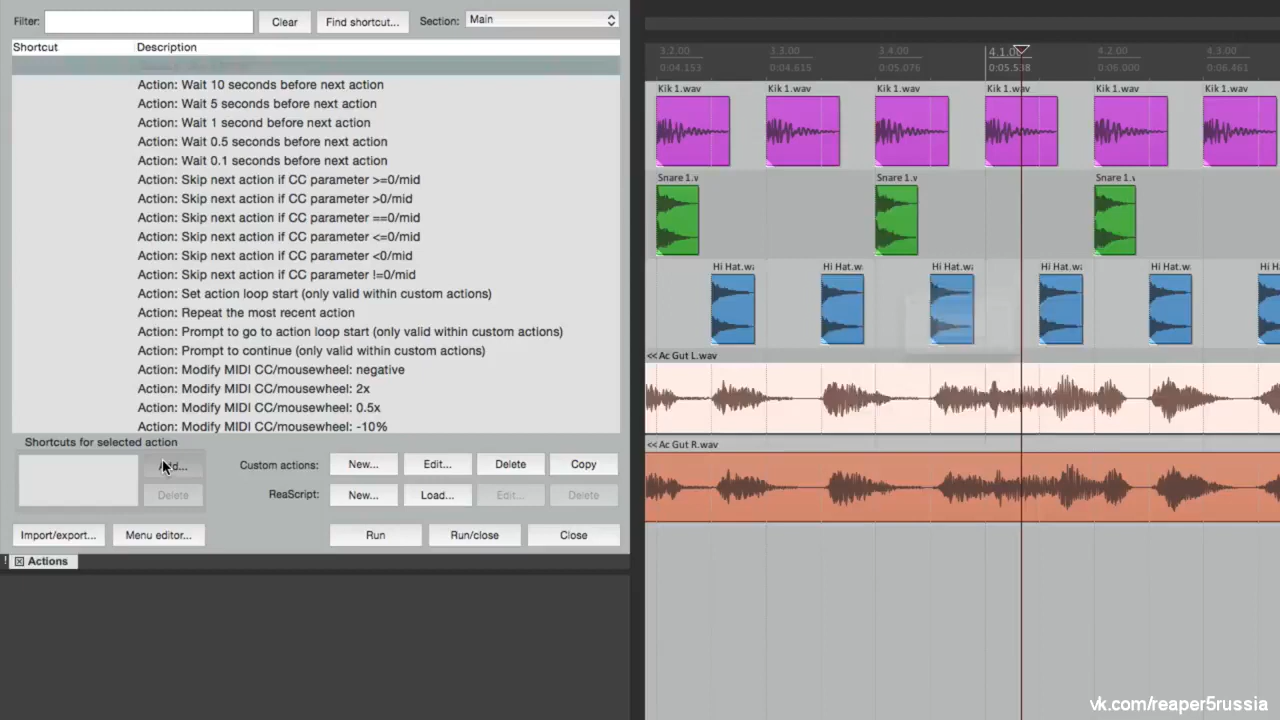 Filter:
Clear
Find shortcut...
Section:
Main
Shortcut
Description
Action: Wait 10 seconds before next action
Action: Wait 5 seconds before next action
Action: Wait 1 second before next action
Action: Wait 0.5 seconds before next action
Action: Wait 0.1 seconds before next action
Action: Skip next action if CC parameter >=0/mid
Action: Skip next action if CC parameter >0/mid
Action: Skip next action if CC parameter ==0/mid
Action: Skip next action if CC parameter <=0/mid
Action: Skip next action if CC parameter <0/mid
Action: Skip next action if CC parameter !=0/mid
Action: Set action loop start (only valid within custom actions)
Action: Repeat the most recent action
Action: Prompt to go to action loop start (only valid within custom actions)
Action: Prompt to continue (only valid within custom actions)
Action: Modify MIDI CC/mousewheel: negative
Action: Modify MIDI CC/mousewheel: 2x
Action: Modify MIDI CC/mousewheel: 0.5x
Action: Modify MIDI CC/mousewheel: -10%
Shortcuts for selected action
Custom actions:
New...
Edit...
Delete
Copy
Delete
ReaScript:
New...
Load...
Edit...
Delete
Import/export...
Menu editor...
Run
Run/close
Close
Actions
3.2.00 3.3.00 3.4.00 4.1.00 4.2.00 4.3.00
0:04.153 0:04.615 0:05.076 0:05.538 0:06.000 0:06.461
Kik 1.wav Kik 1.wav Kik 1.wav Kik 1.wav Kik 1.wav Kik 1.wav
Snare 1.v Snare 1.v Snare 1.v
Hi Hat.wa Hi Hat.wa Hi Hat.wa Hi Hat.wa Hi Hat.wa Hi H
<< Ac Gut L.wav
<< Ac Gut R.wav
vk.com/reaper5russia